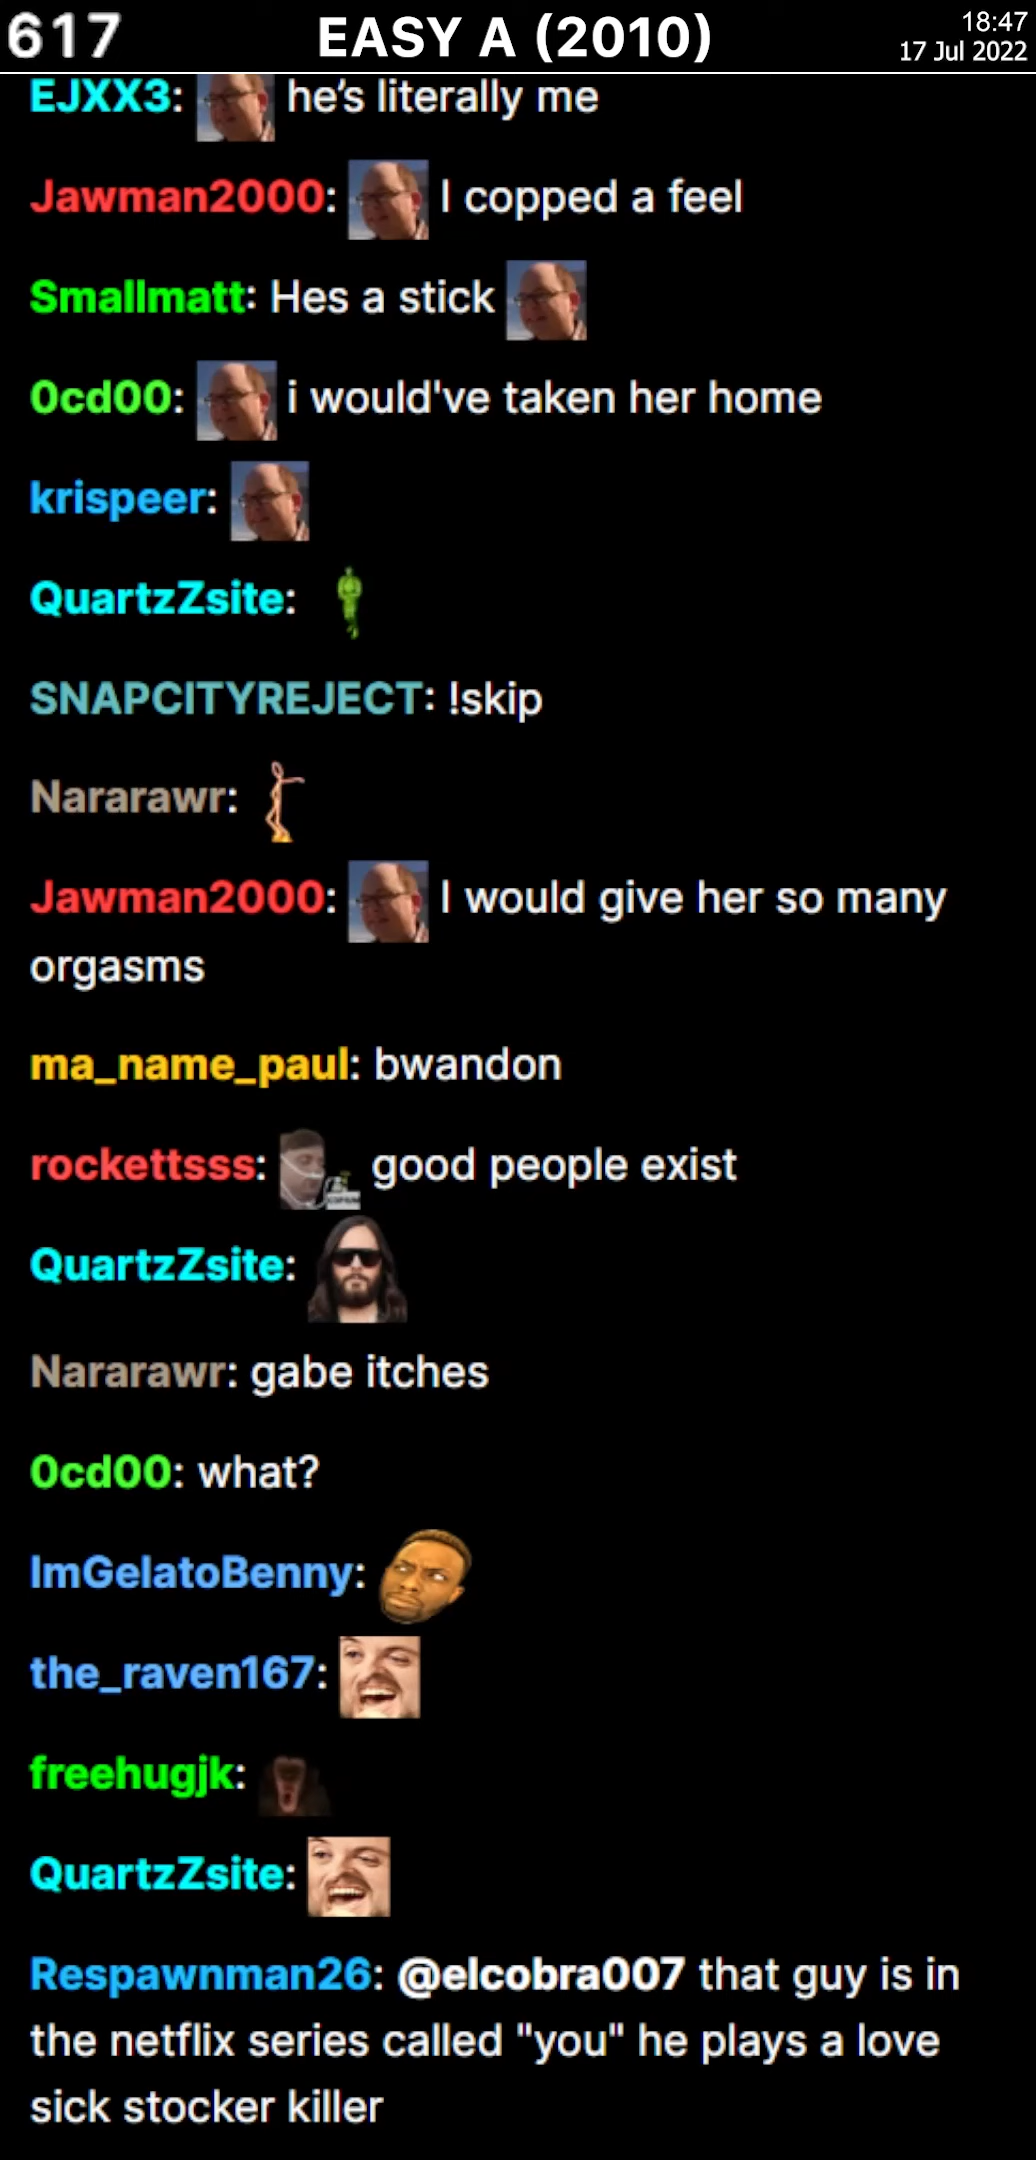 617
EASY A (2010)
18:47
17 Jul 2022
EJXX3: he's literally me
Jawman2000: I copped a feel
Smallmatt: Hes a stick
0cd00: i would've taken her home
krispeer:
QuartzZsite:
SNAPCITYREJECT: !skip
Nararawr:
Jawman2000: I would give her so many
orgasms
ma_name_paul: bwandon
rockettsss: good people exist
QuartzZsite:
Nararawr: gabe itches
0cd00: what?
ImGelatoBenny:
the_raven167:
freehugjk:
QuartzZsite:
Respawnman26: @elcobra007 that guy is in
the netflix series called "you" he plays a love
sick stocker killer